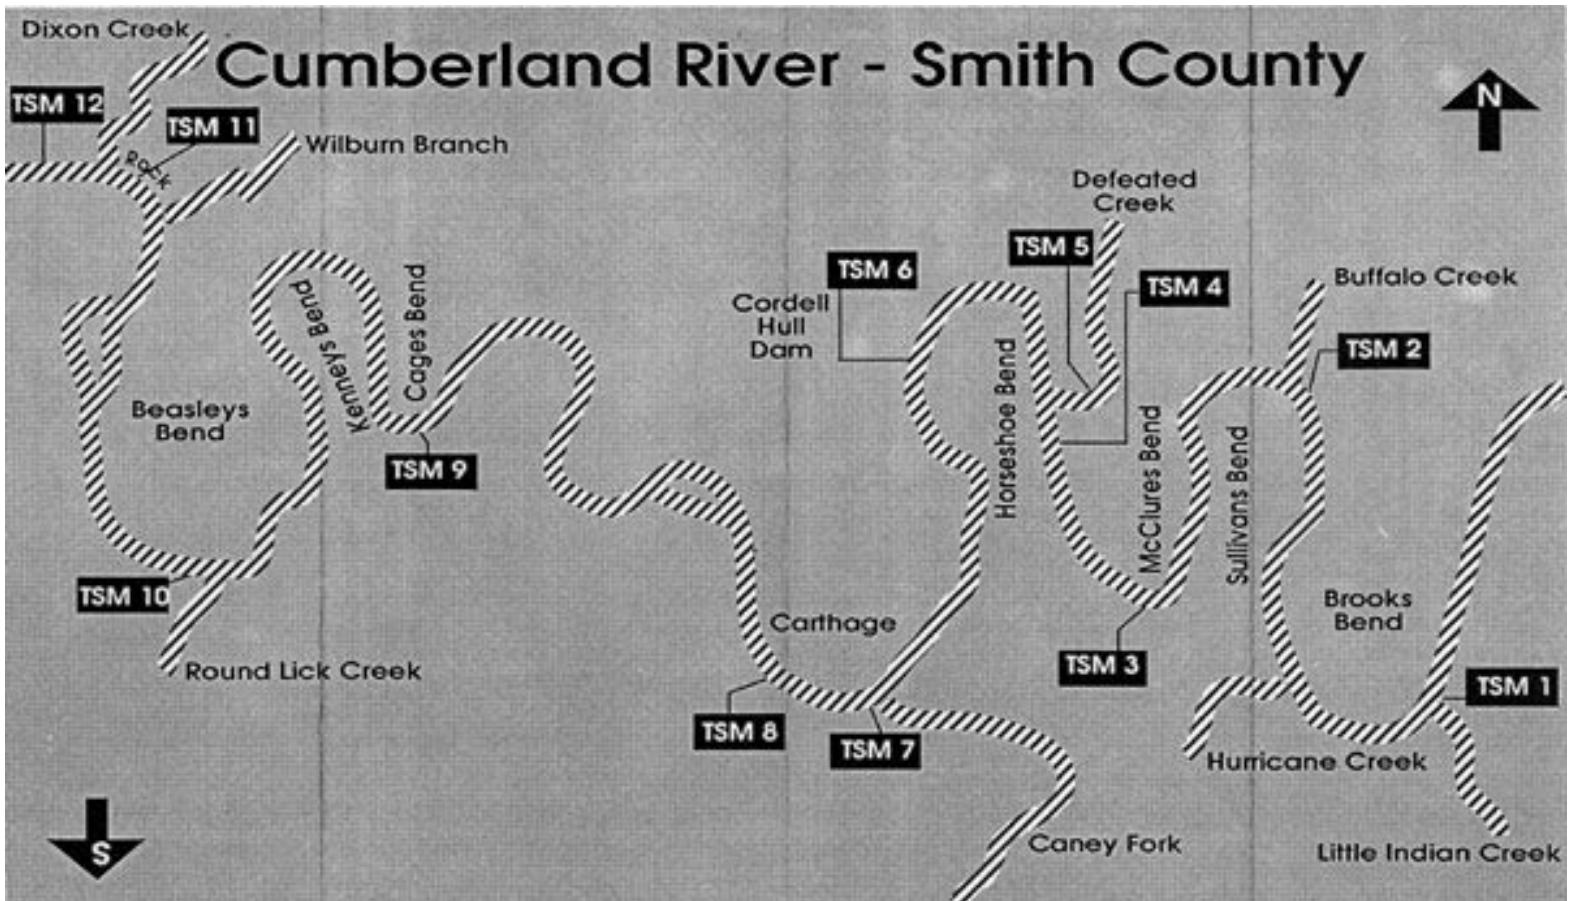 Dixon Creek
Cumberland River - Smith County
N
TSM 12
TSM 11
Rock
Wilburn Branch
Defeated
Creek
TSM 5
TSM 6
TSM 4
Buffalo Creek
Cordell
Hull
Dam
Kenneys Bend
Cages Bend
TSM 2
Horseshoe Bend
McClures Bend
Sullivans Bend
Beasleys
Bend
TSM 9
TSM 10
Brooks
Bend
Carthage
Round Lick Creek
TSM 3
TSM 1
TSM 8
TSM 7
Hurricane Creek
S
Caney Fork
Little Indian Creek